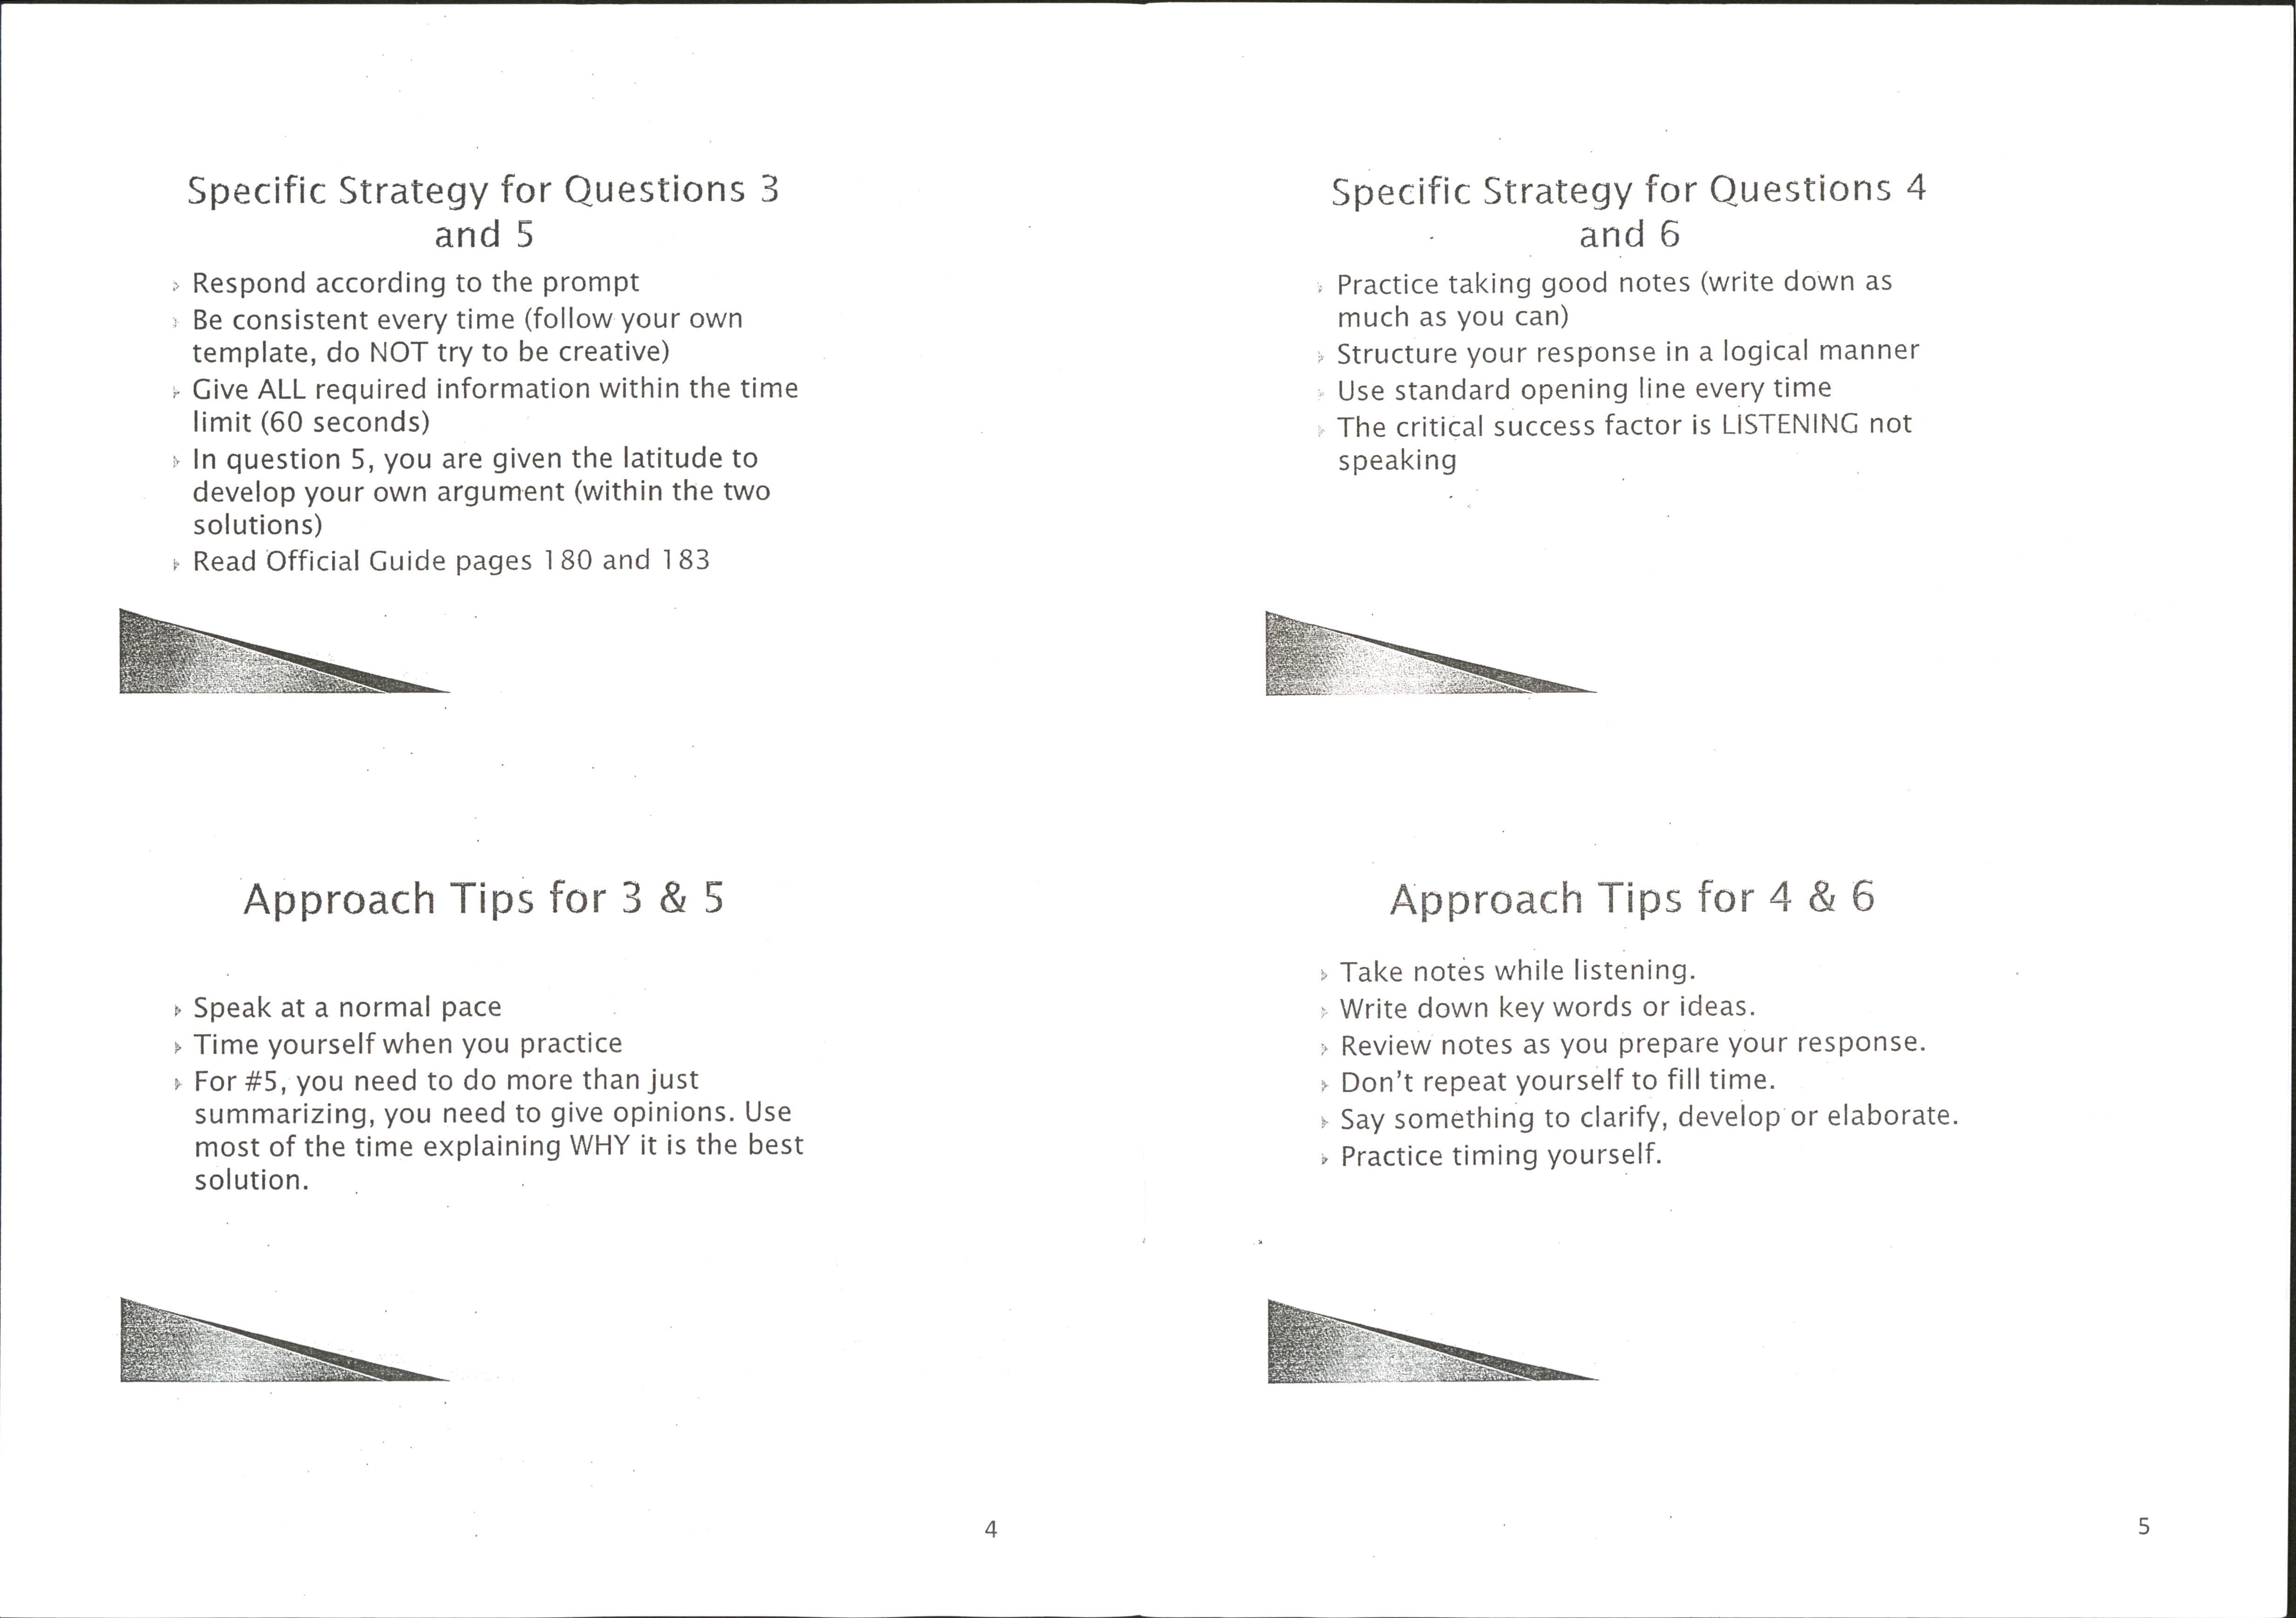 Specific Strategy for Questions 3
and 5
Respond according to the prompt
Be consistent every time (follow your own
template, do NOT try to be creative)
Give ALL required information within the time
limit (60 seconds)
In question 5, you are given the latitude to
develop your own argument (within the two
solutions)
Read Official Guide pages 180 and 183
Approach Tips for 3 & 5
Speak at a normal pace
Time yourself when you practice
For #5, you need to do more than just
summarizing, you need to give opinions. Use
most of the time explaining WHY it is the best
solution.
4
Specific Strategy for Questions 4
and 6
Practice taking good notes (write down as
much as you can)
Structure your response in a logical manner
Use standard opening line every time
The critical success factor is LISTENING not
speaking
Approach Tips for 4 & 6
Take notes while listening.
Write down key words or ideas.
Review notes as you prepare your response.
Don't repeat yourself to fill time.
Say something to clarify, develop or elaborate.
Practice timing yourself.
5